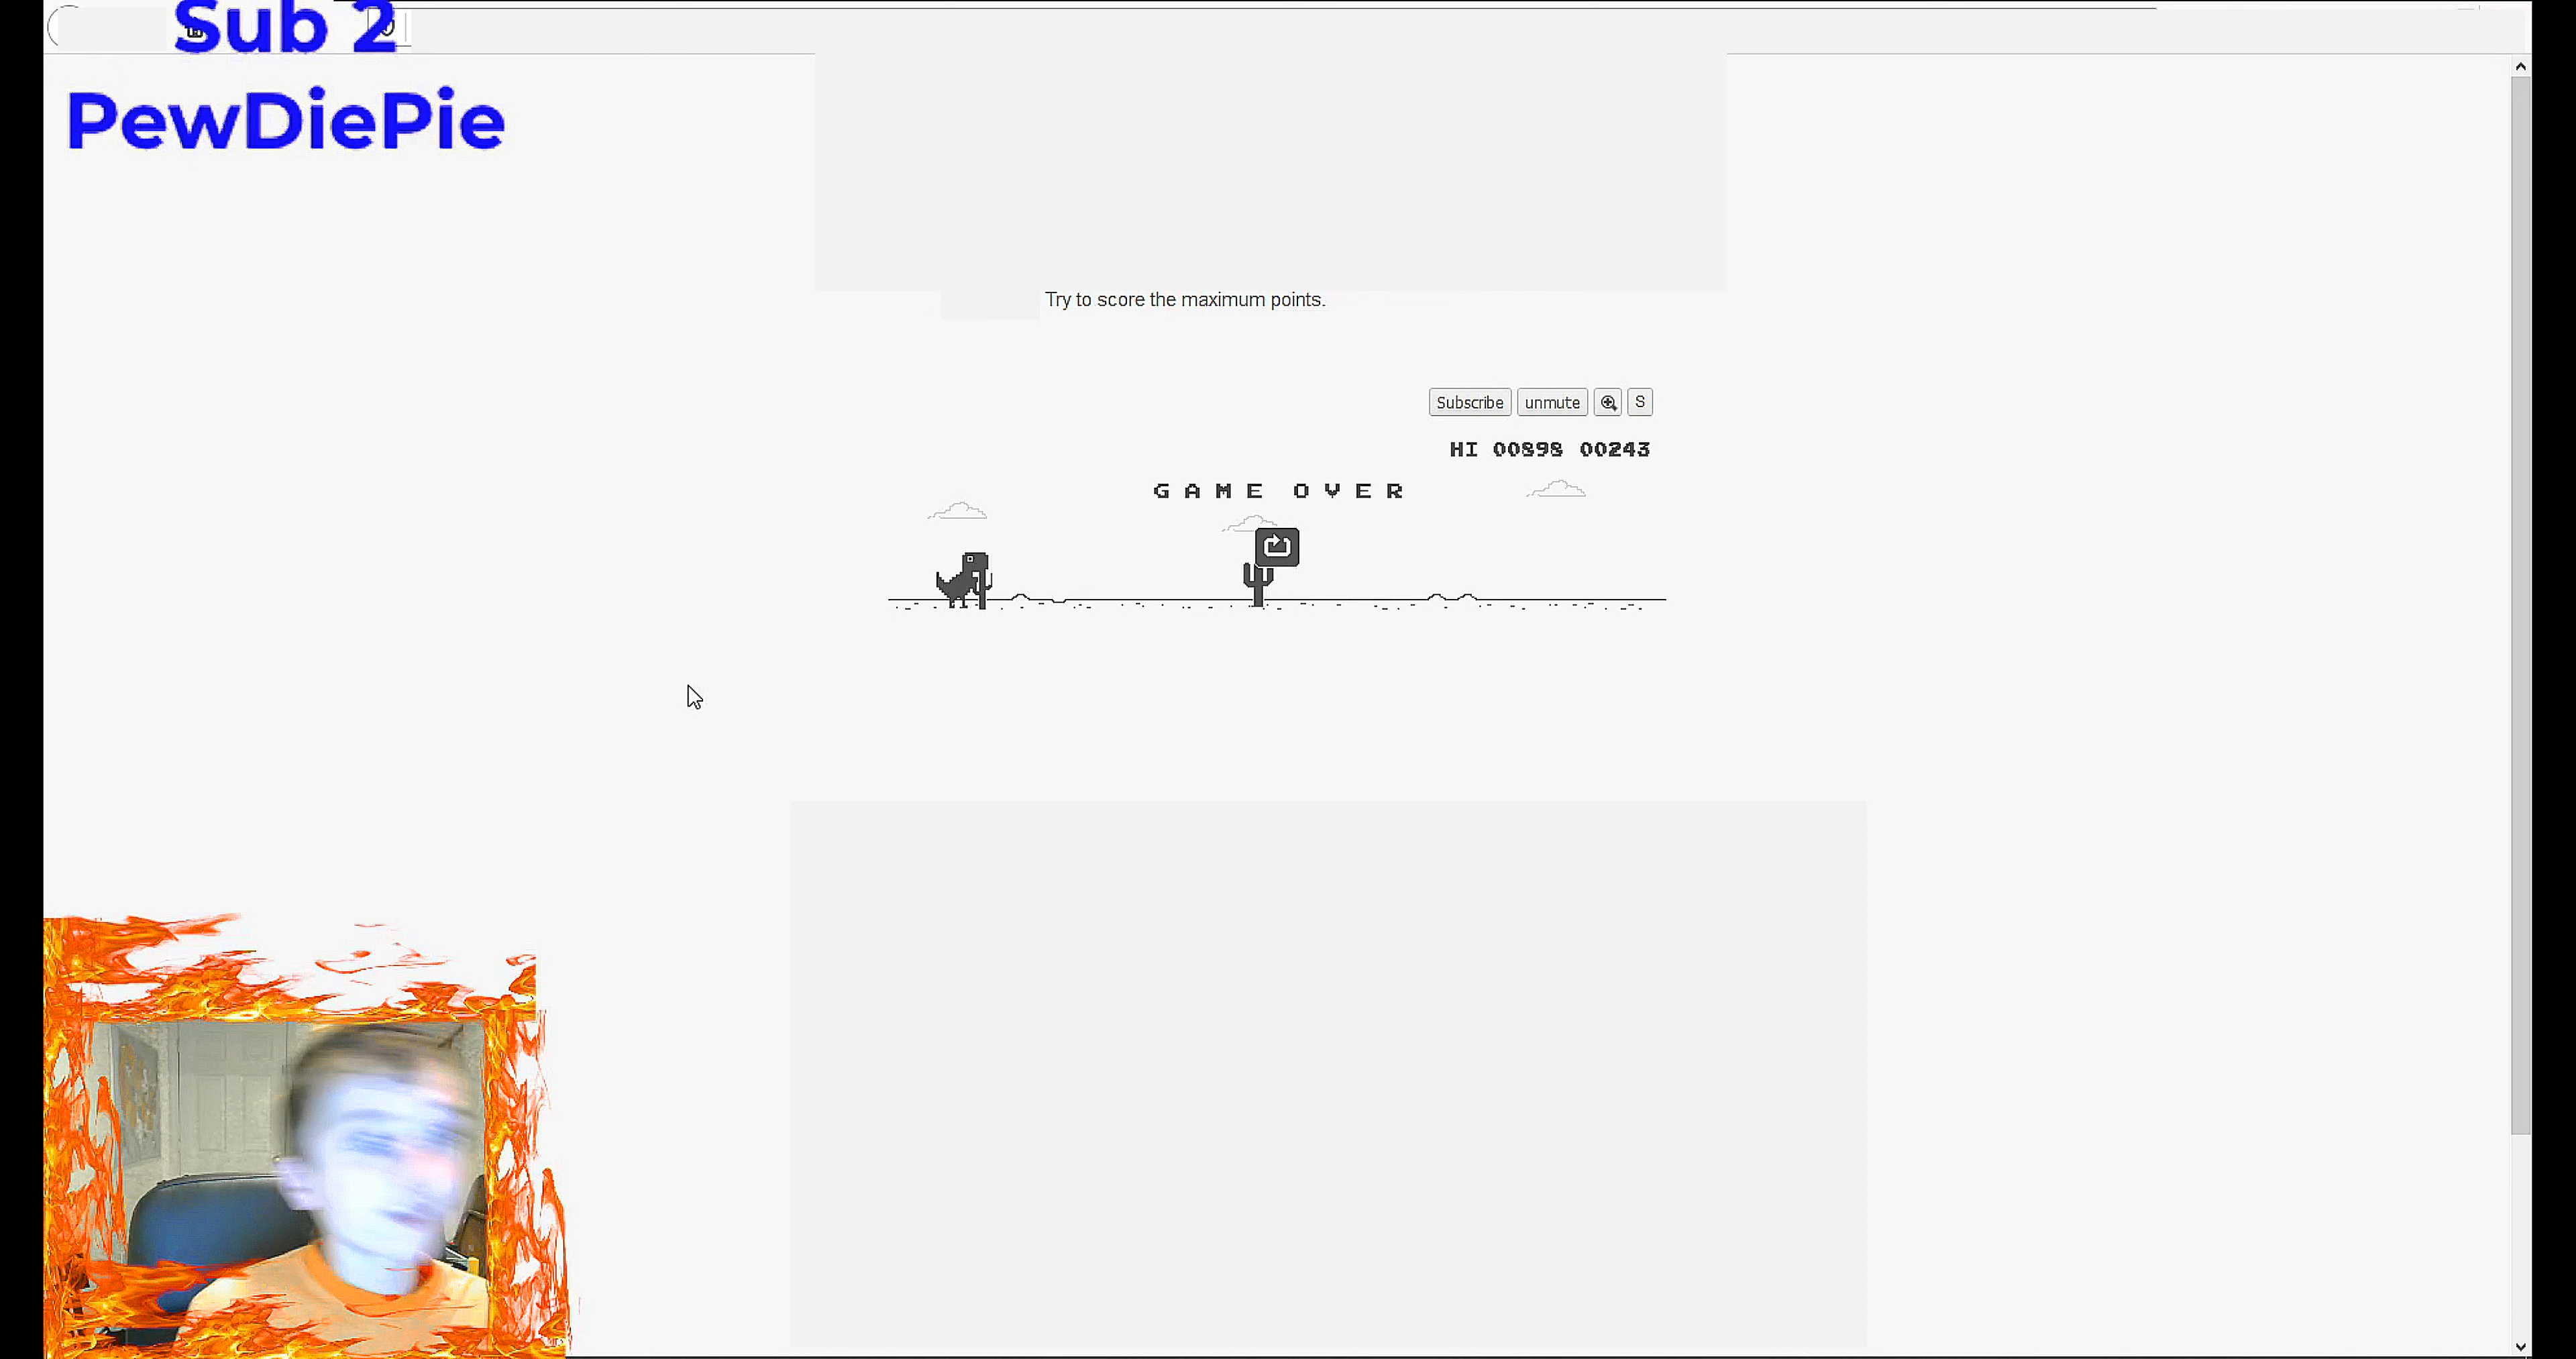 Sub 2
PewDiePie
Try to score the maximum points.
Subscribe unmute S
HI 00898 00243
GAME OVER